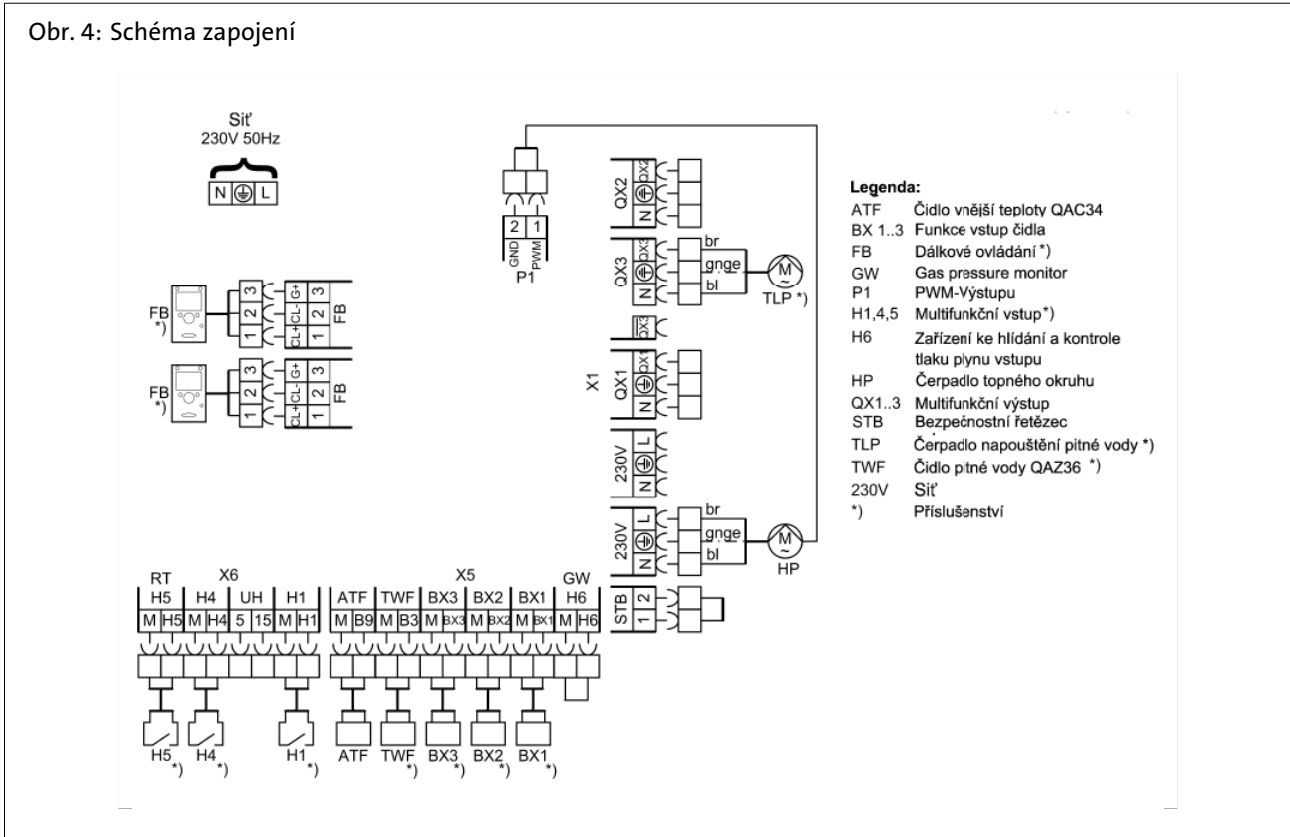 Obr. 4: Schéma zapojení
Síť
230V 50Hz
N L
2 1
GND PWM
P1
QX2 QX2 N
QX3 QX3 N
br
gnge
bl
M
~
TLP *)
QX3
X1
QX1 QX1 N
230V L N
230V L N
br
gnge
bl
M
~
HP
STB 2 1
FB
*)
3 G+ 3
2 CL- 2
1 CL+ 1
FB
FB
*)
3 G+ 3
2 CL- 2
1 CL+ 1
FB
RT X6 X5 GW
H5 H4 UH H1 ATF TWF BX3 BX2 BX1 H6
M H5 M H4 5 15 M H1 M B9 M B3 M BX3 M BX2 M BX1 M H6
H5 *) H4 *) H1 *) ATF TWF *) BX3 *) BX2 *) BX1 *)
Legenda:
ATF Čidlo vnější teploty QAC34
BX 1..3 Funkce vstup čidla
FB Dálkové ovládání *)
GW Gas pressure monitor
P1 PWM-Výstupu
H1,4,5 Multifunkční vstup*)
H6 Zařízení ke hlídání a kontrole
tlaku plynu vstupu
HP Čerpadlo topného okruhu
QX1..3 Multifunkční výstup
STB Bezpečnostní řetězec
TLP Čerpadlo napouštění pitné vody *)
TWF Čidlo pitné vody QAZ36 *)
230V Síť
*) Příslušenství